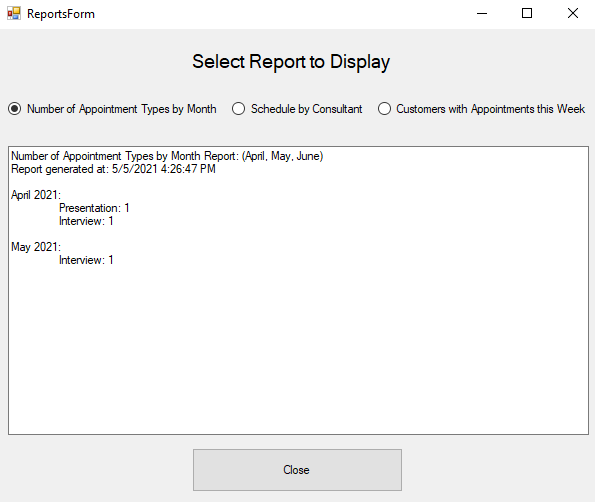 ReportsForm
Select Report to Display
Number of Appointment Types by Month Schedule by Consultant Customers with Appointments this Week
Number of Appointment Types by Month Report: (April, May, June)
Report generated at: 5/5/2021 4:26:47 PM
April 2021:
Presentation: 1
Interview: 1
May 2021:
Interview: 1
Close